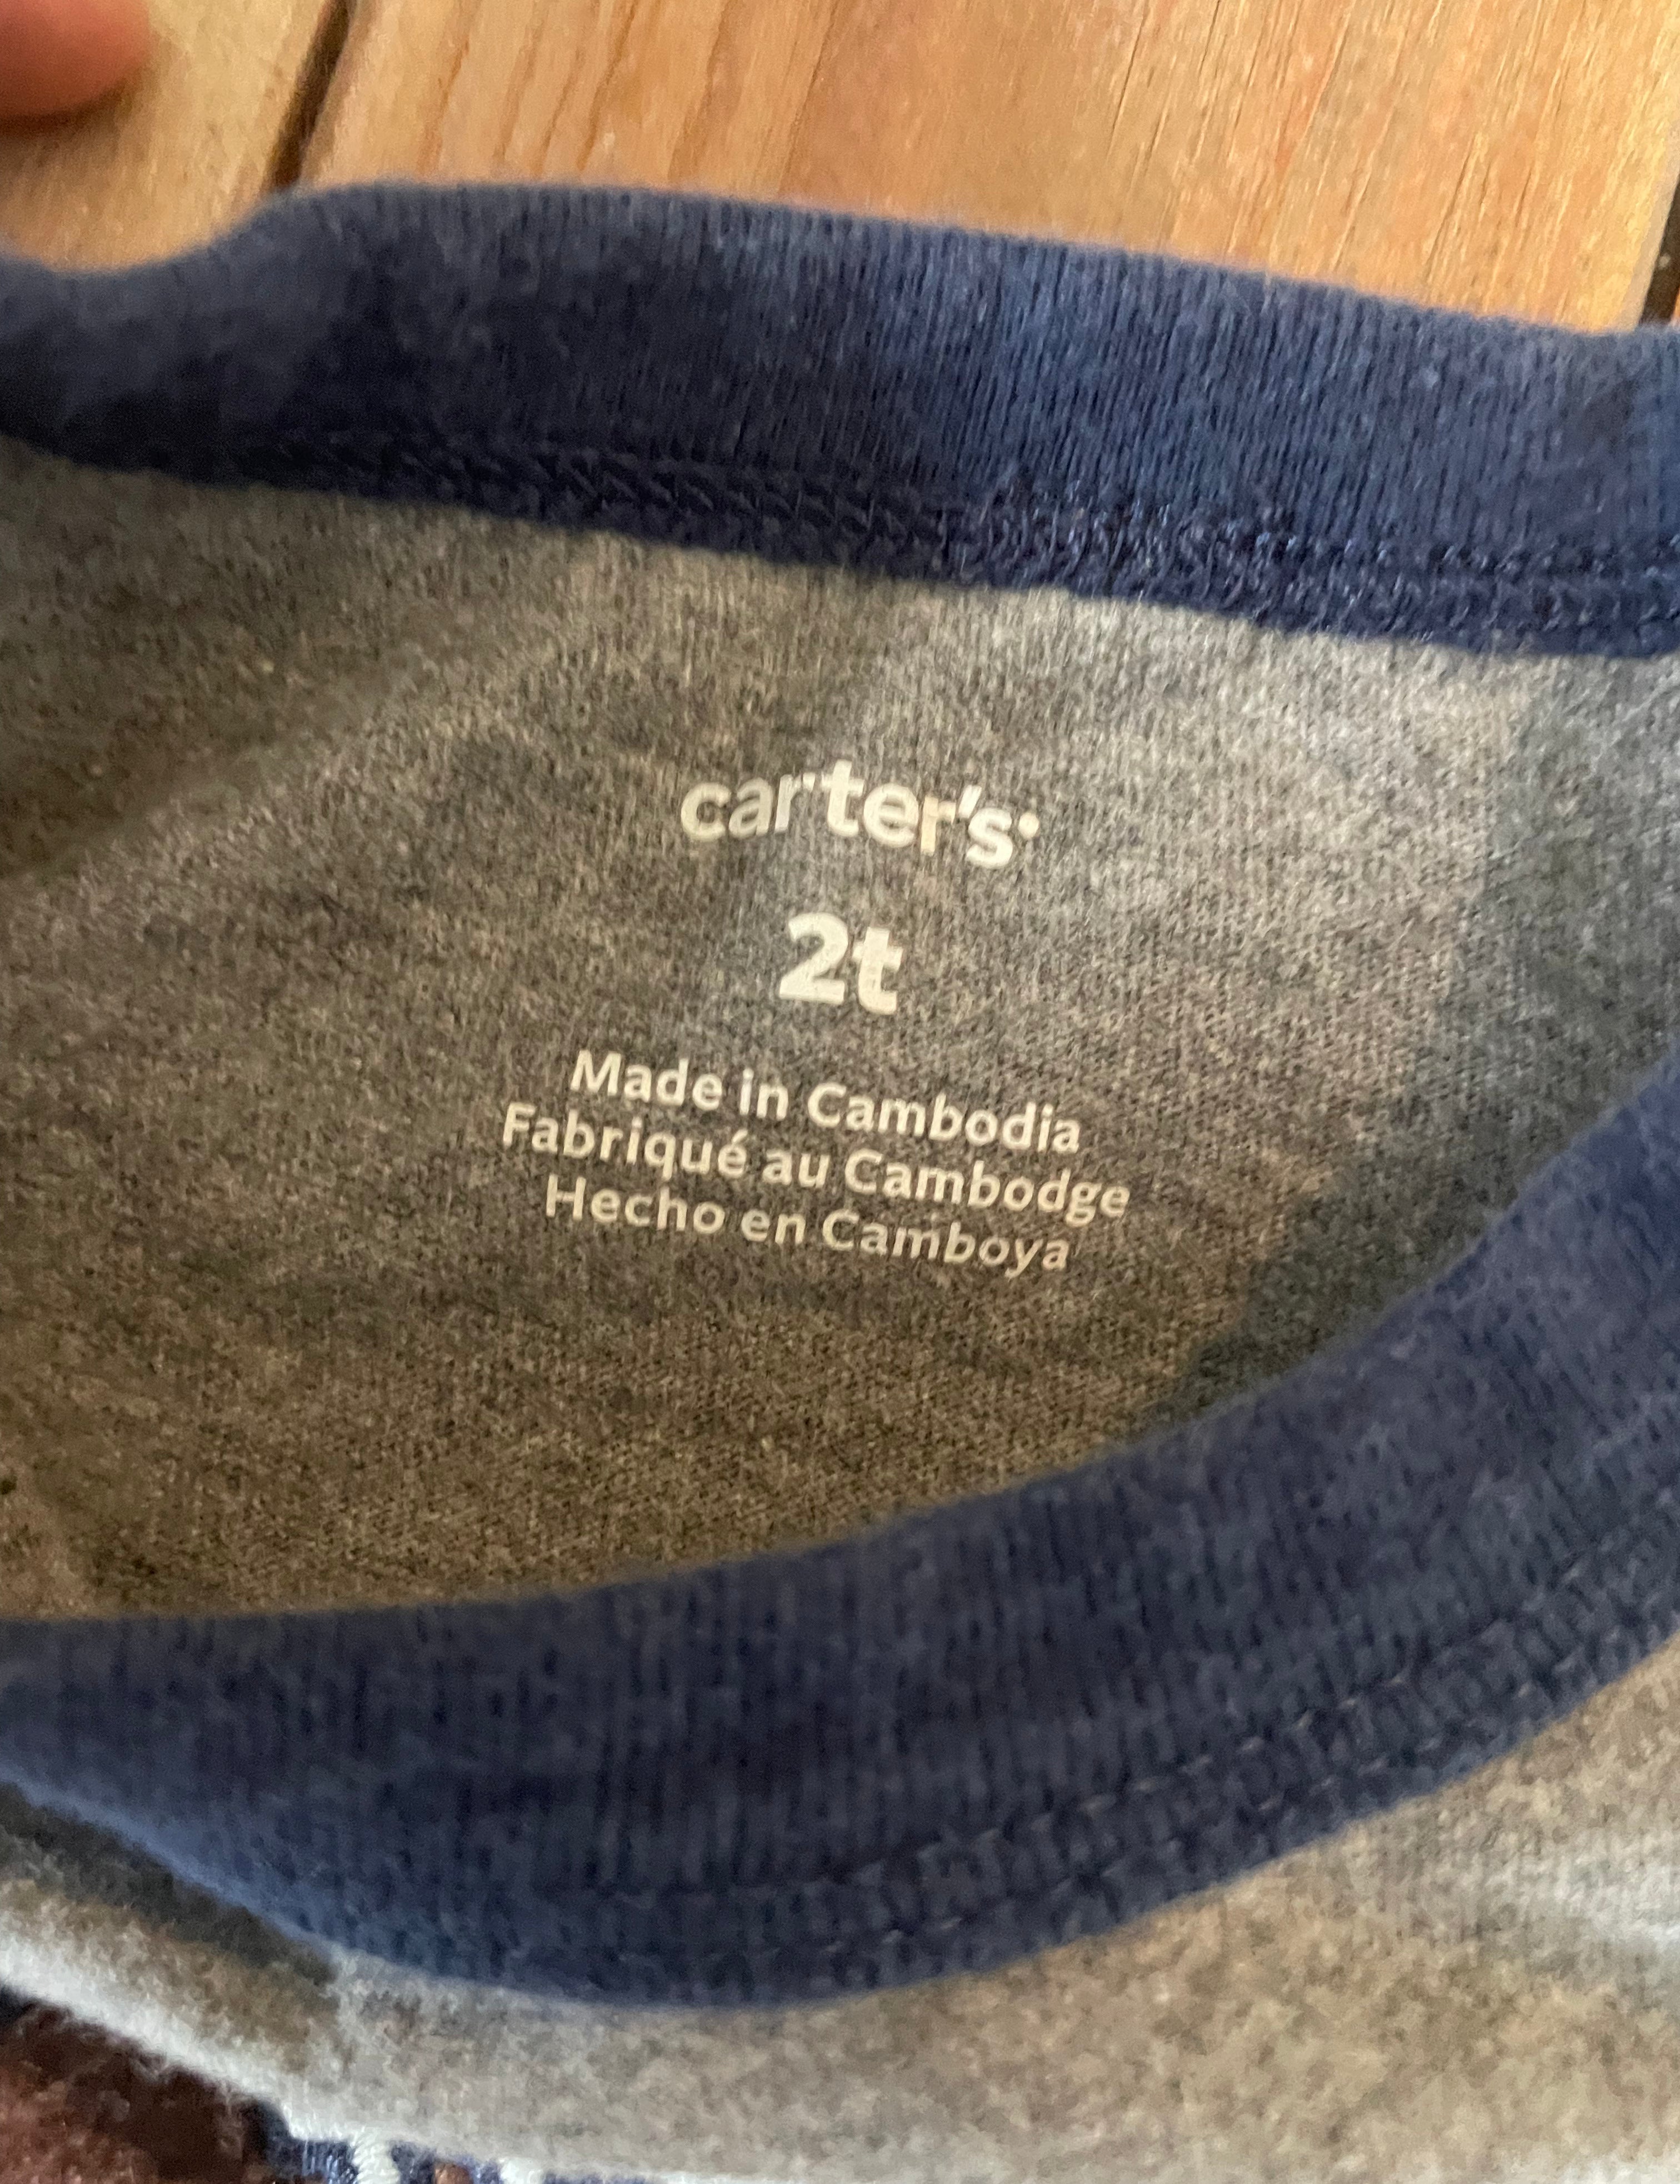 carter's
2t
Made in Cambodia
Fabriqué au Cambodge
Hecho en Camboya